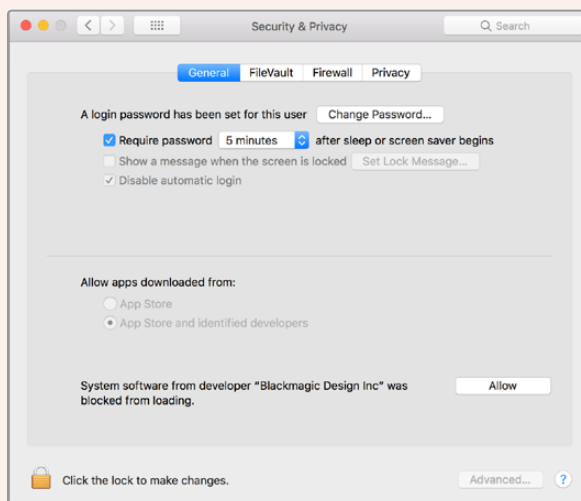 Security & Privacy
Search
General FileVault Firewall Privacy
A login password has been set for this user Change Password...
Require password 5 minutes after sleep or screen saver begins
Show a message when the screen is locked Set Lock Message...
Disable automatic login
Allow apps downloaded from:
App Store
App Store and identified developers
System software from developer “Blackmagic Design Inc” was Allow
blocked from loading.
Click the lock to make changes. Advanced... ?